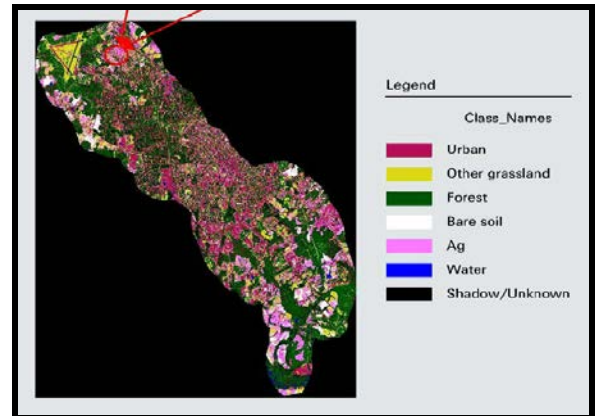 Legend
Class_Names
Urban
Other grassland
Forest
Bare soil
Ag
Water
Shadow/Unknown